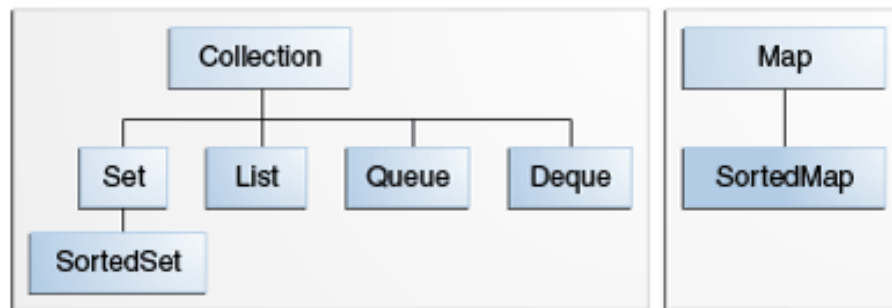 Collection
Map
Set
List
Queue
Deque
SortedMap
SortedSet